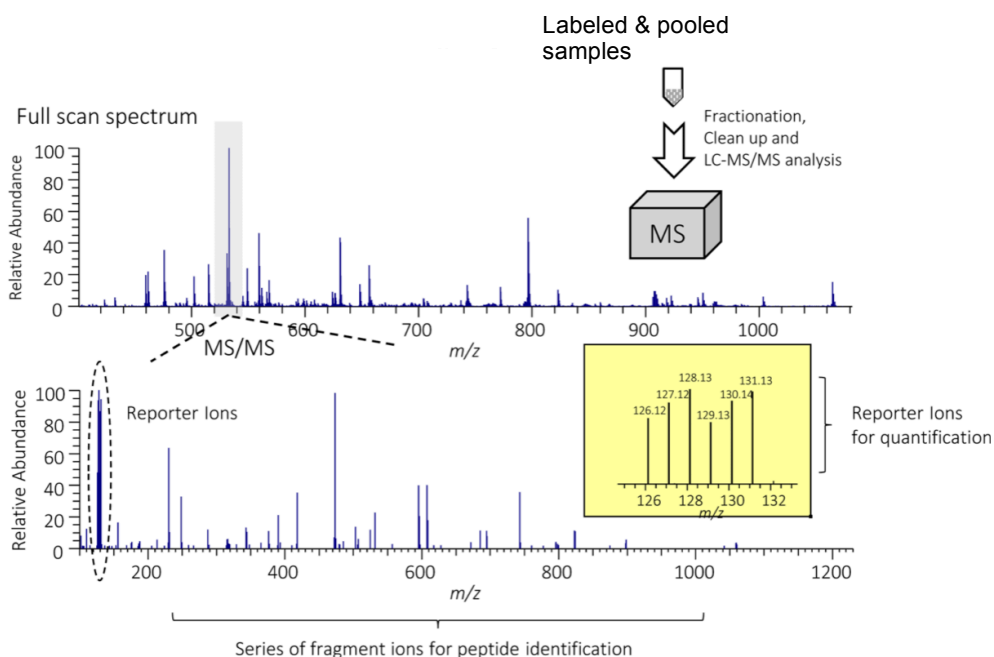 Labeled & pooled
samples
Full scan spectrum
Fractionation,
Clean up and
LC-MS/MS analysis
MS
Relative Abundance
100
80
60
40
20
0
500
600
700
800
900
1000
m/z
MS/MS
Reporter Ions
Relative Abundance
100
80
60
40
20
0
200
400
600
800
1000
1200
m/z
126.12
127.12
128.13
129.13
130.14
131.13
126
128
130
132
m/z
Reporter Ions
for quantification
Series of fragment ions for peptide identification